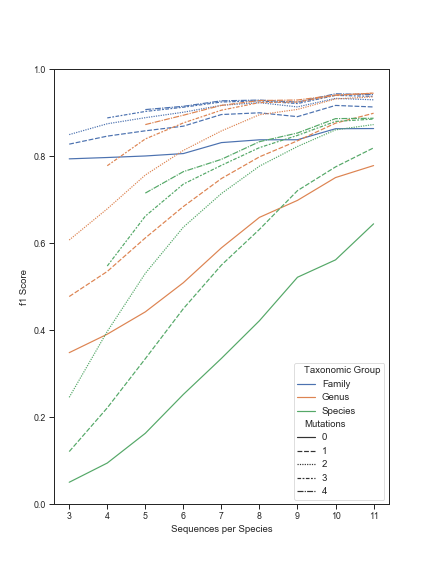 1.0
0.8
0.6
0.4
0.2
0.0
f1 Score
3 4 5 6 7 8 9 10 11
Sequences per Species
Taxonomic Group
Family
Genus
Species
Mutations
0
1
2
3
4